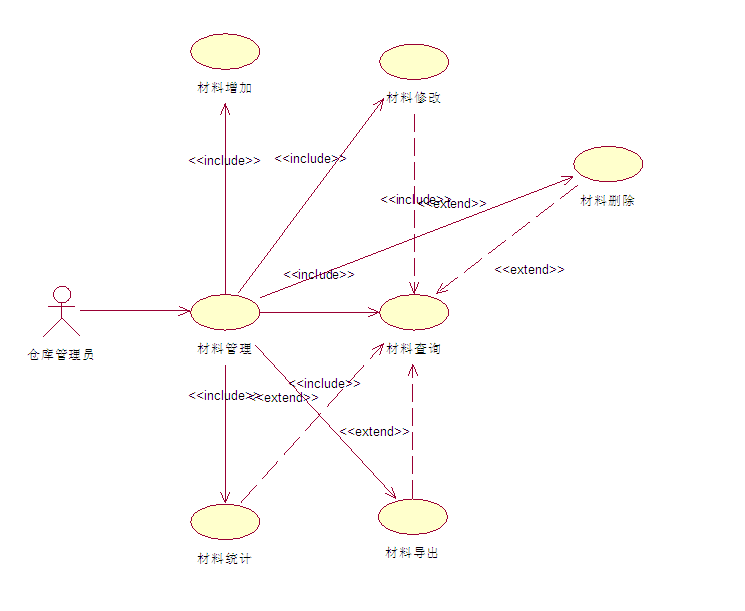 材料增加
材料修改
<<include>>
<<include>>
材料删除
<<include>>
<<extend>>
<<extend>>
<<include>>
仓库管理员
材料管理
材料查询
<<include>>
<<include>>
<<extend>>
<<extend>>
材料统计
材料导出